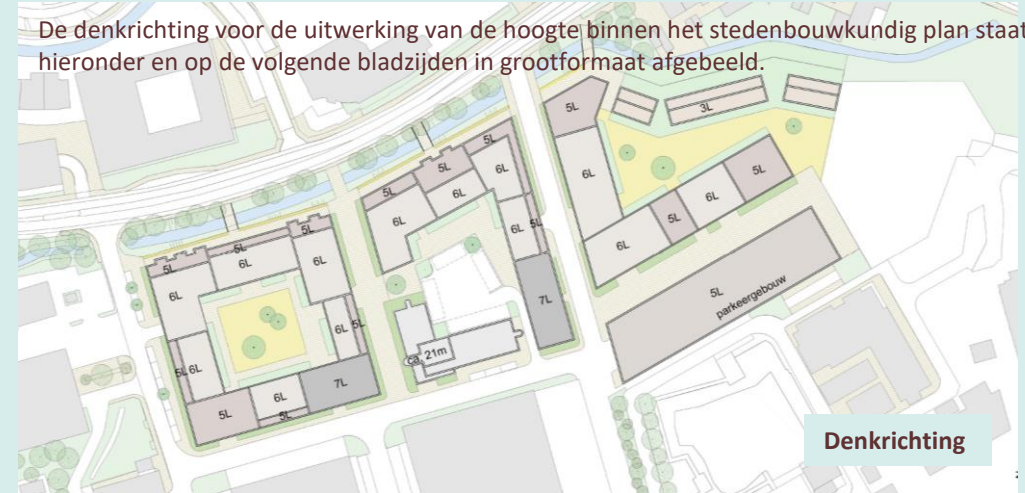 De denkrichting voor de uitwerking van de hoogte binnen het stedenbouwkundig plan staat
hieronder en op de volgende bladzijden in grootformaat afgebeeld.
5L
3L
5L
5L
5L
6L
6L
5L
6L
6L
6L
5L
6L
5L
6L
5L
5L
5L
6L
6L
6L
5L
7L
5L
parkeergebouw
6L
5L
ca. 21m
5L
6L
7L
6L
5L
5L
Denkrichting